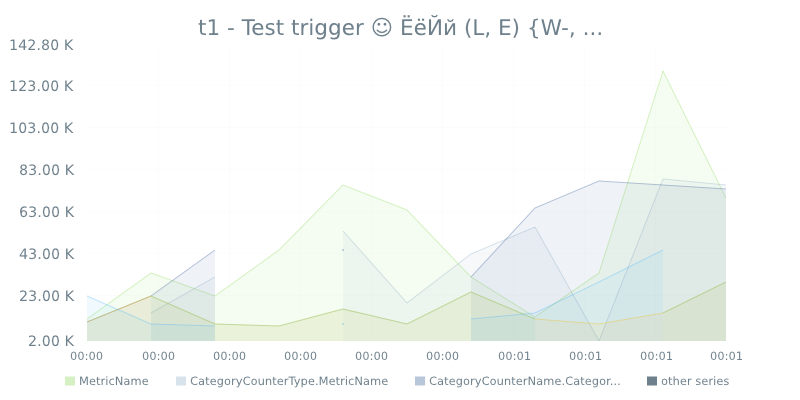 t1 - Test trigger ☺ ЁёЙй (L, E) {W-, ...
142.80 K
123.00 K
103.00 K
83.00 K
63.00 K
43.00 K
23.00 K
2.00 K
00:00 00:00 00:00 00:00 00:00 00:00 00:01 00:01 00:01 00:01
MetricName CategoryCounterType.MetricName CategoryCounterName.Categor... other series